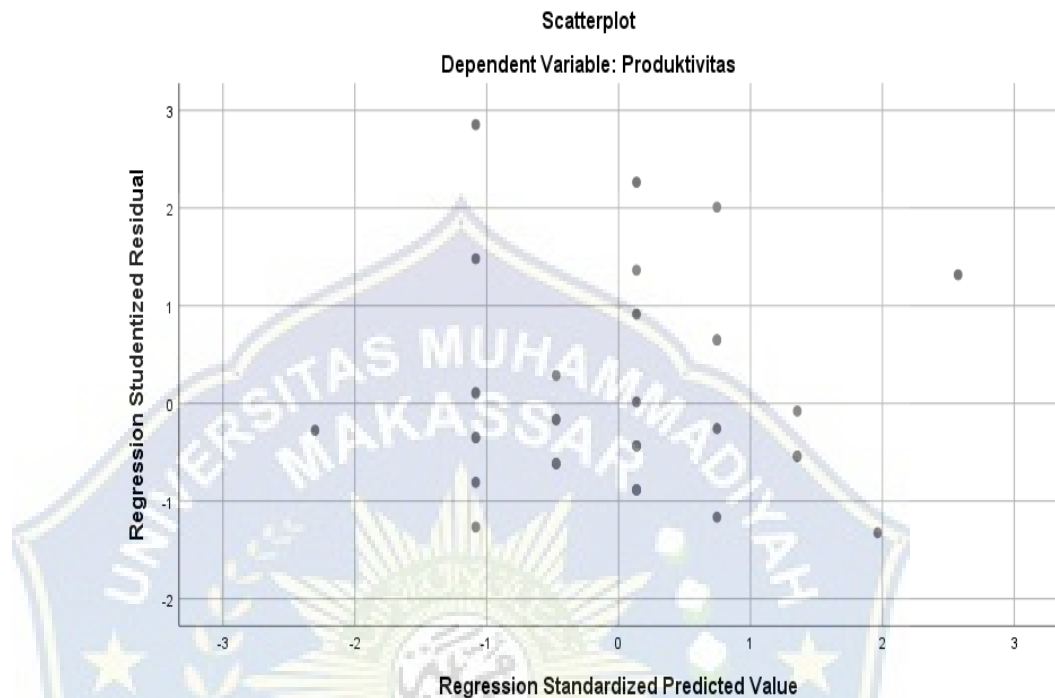 Scatterplot
Dependent Variable: Produktivitas
Regression Studentized Residual
3
2
1
0
-1
-2
-3
-2
-1
0
1
2
3
Regression Standardized Predicted Value
UNIVERSITAS MUHAMMADIYAH
MAKASSAR